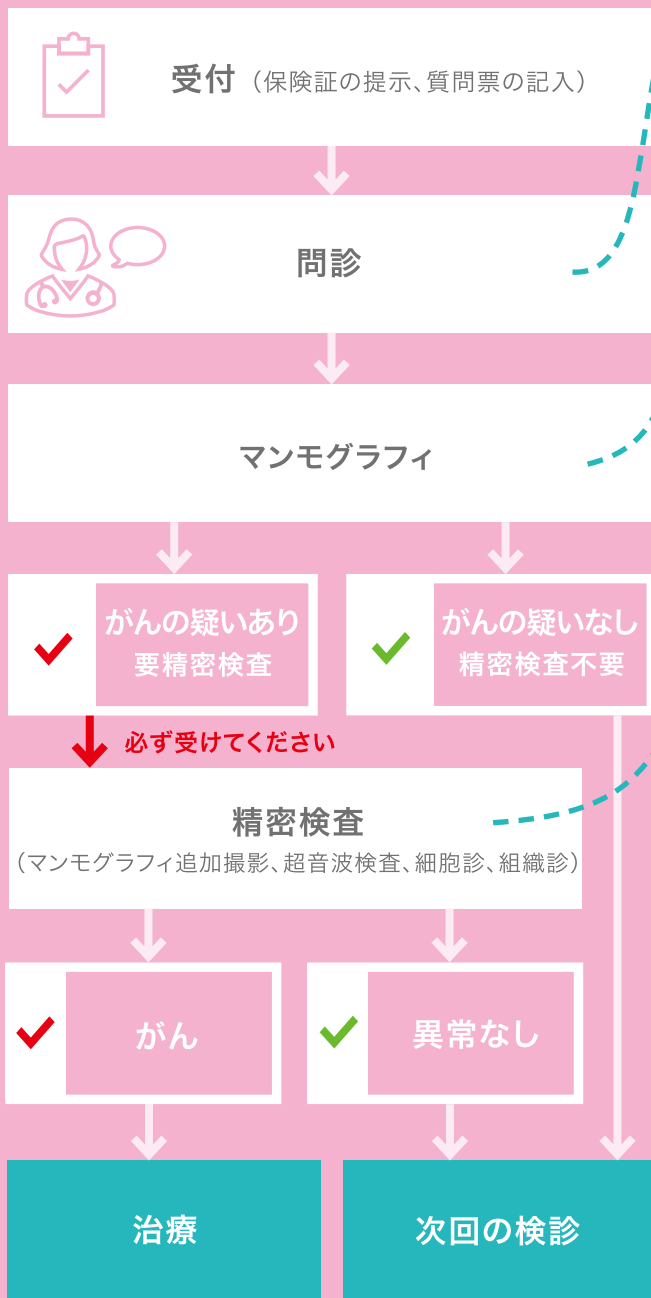 受付（保険証の提示、質問票の記入）
問診
マンモグラフィ
がんの疑いあり
要精密検査
がんの疑いなし
精密検査不要
必ず受けてください
精密検査
（マンモグラフィ追加撮影、超音波検査、細胞診、組織診）
がん
異常なし
治療
次回の検診